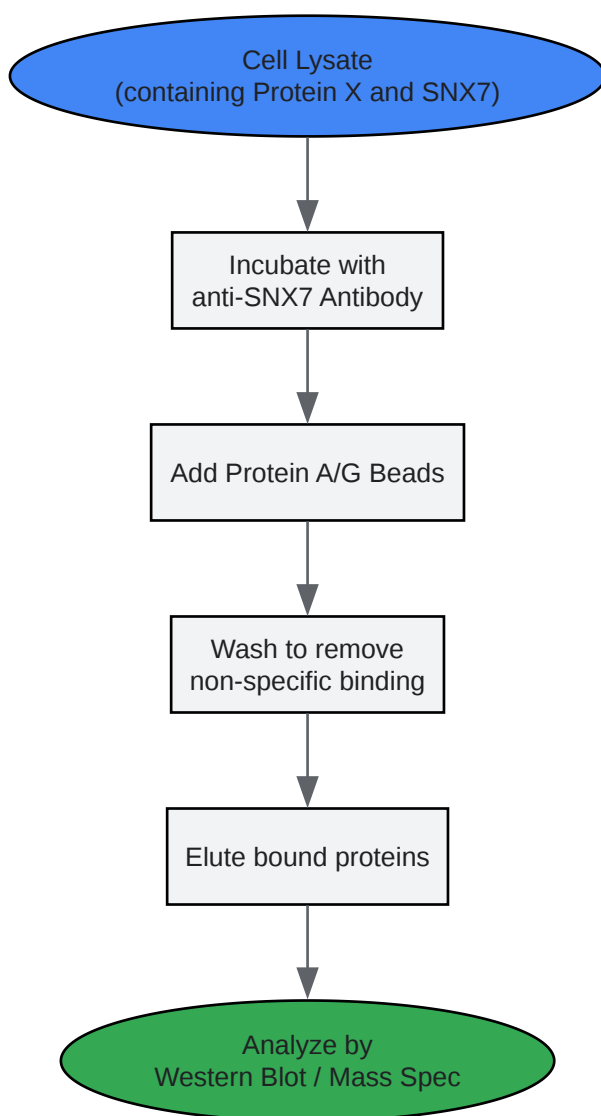 Cell Lysate
(containing Protein X and SNX7)
Incubate with
anti-SNX7 Antibody
Add Protein A/G Beads
Wash to remove
non-specific binding
Elute bound proteins
Analyze by
Western Blot / Mass Spec